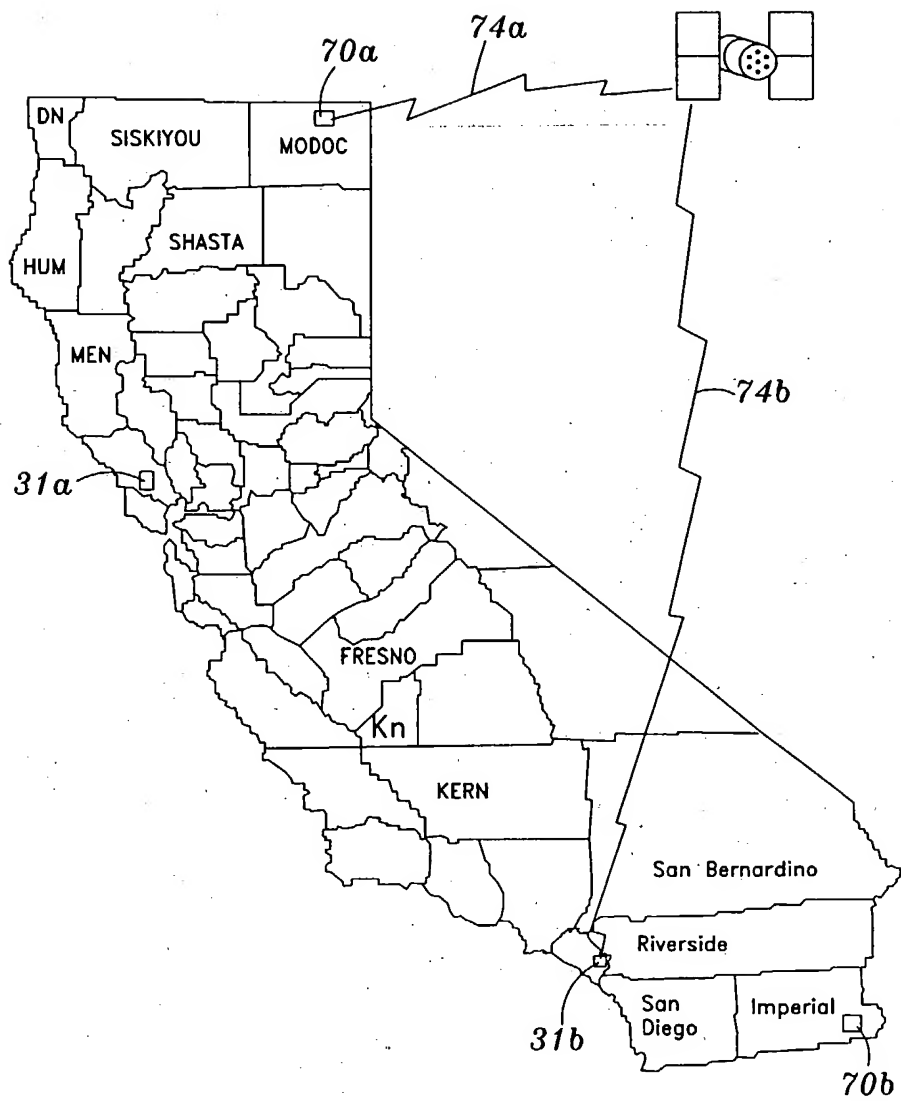 74a
70a
DN
SISKIYOU
MODOC
SHASTA
HUM
MEN
74b
31a
FRESNO
Kn
KERN
San Bernardino
Riverside
San
Diego
Imperial
31b
70b